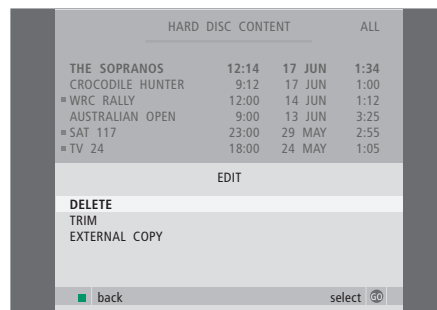 HARD DISC CONTENT ALL
THE SOPRANOS 12:14 17 JUN 1:34
CROCODILE HUNTER 9:12 17 JUN 1:00
WRC RALLY 12:00 14 JUN 1:12
AUSTRALIAN OPEN 9:00 13 JUN 3:25
SAT 117 23:00 29 MAY 2:55
TV 24 18:00 24 MAY 1:05
EDIT
DELETE
TRIM
EXTERNAL COPY
back select GO